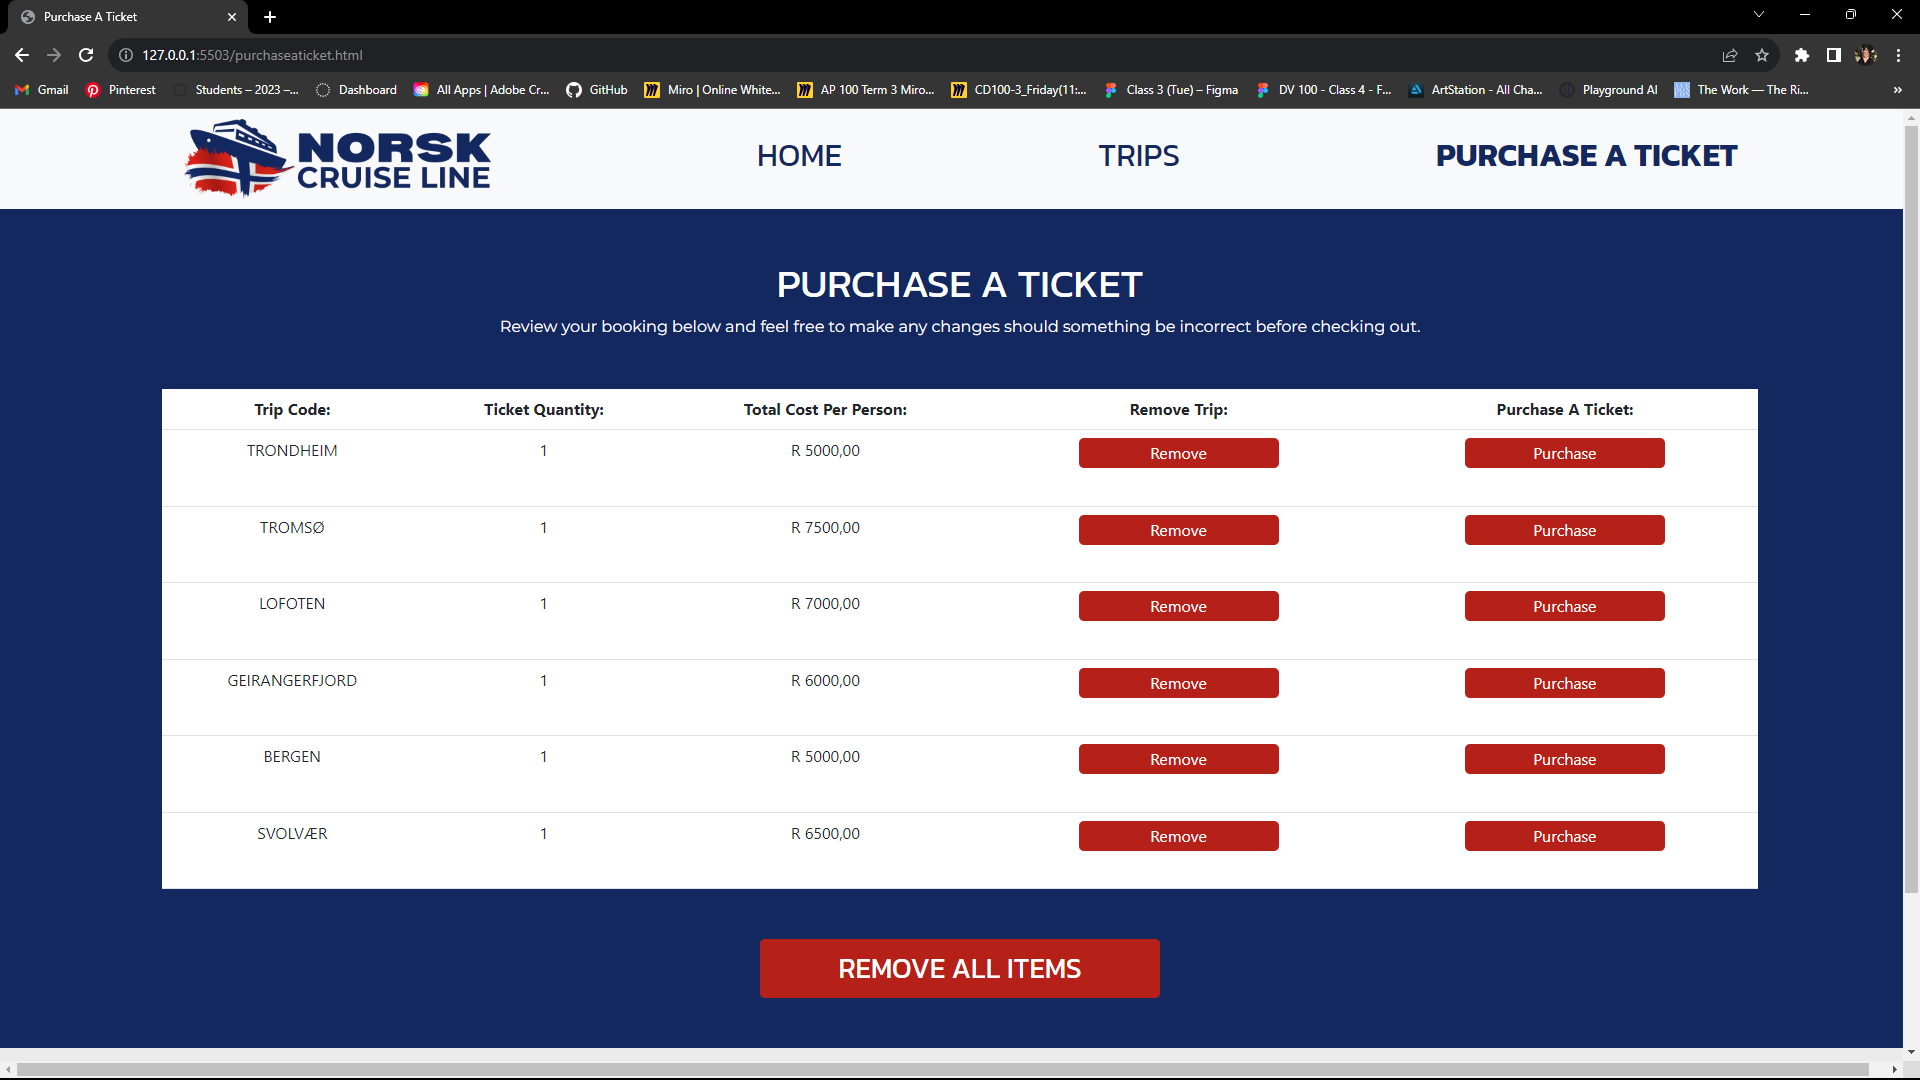 Purchase A Ticket
127.0.0.1:5503/purchaseaticket.html
Gmail Pinterest Students – 2023 –... Dashboard All Apps | Adobe Cr... GitHub Miro | Online White... AP 100 Term 3 Miro... CD100-3_Friday(11:... Class 3 (Tue) – Figma DV 100 - Class 4 - F... ArtStation - All Cha... Playground AI The Work — The Ri... »
NORSK
CRUISE LINE
HOME TRIPS PURCHASE A TICKET
PURCHASE A TICKET
Review your booking below and feel free to make any changes should something be incorrect before checking out.
Trip Code: Ticket Quantity: Total Cost Per Person: Remove Trip: Purchase A Ticket:
TRONDHEIM 1 R 5000,00 Remove Purchase
TROMSØ 1 R 7500,00 Remove Purchase
LOFOTEN 1 R 7000,00 Remove Purchase
GEIRANGERFJORD 1 R 6000,00 Remove Purchase
BERGEN 1 R 5000,00 Remove Purchase
SVOLVÆR 1 R 6500,00 Remove Purchase
REMOVE ALL ITEMS